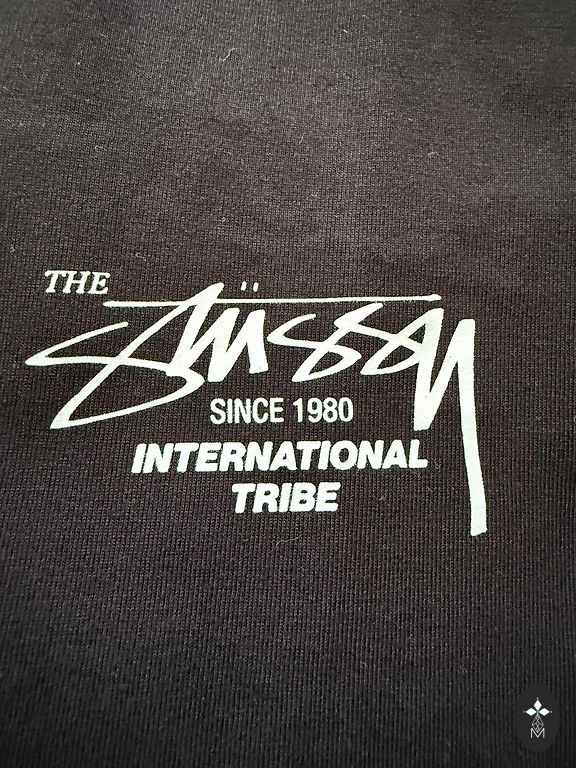 THE
Stüssy
SINCE 1980
INTERNATIONAL
TRIBE